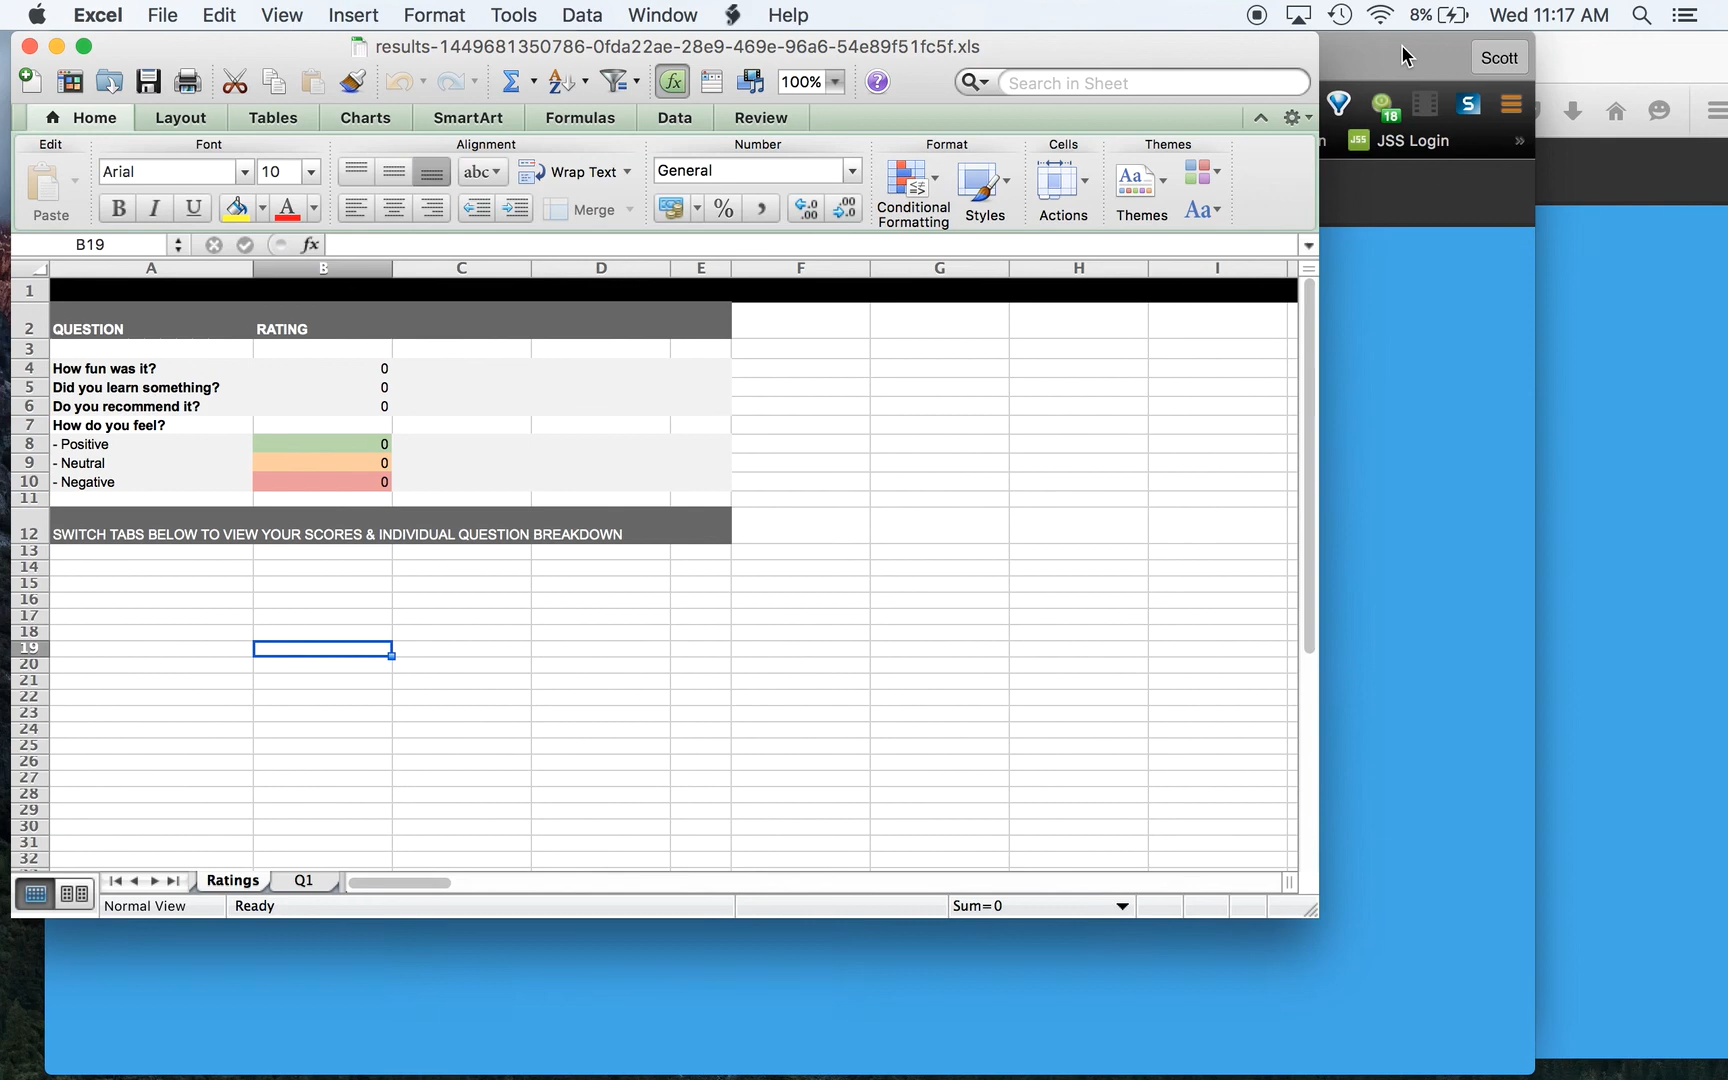 Excel File Edit View Insert Format Tools Data Window Help 8% Wed 11:17 AM
results-1449681350786-0fda22ae-28e9-469e-96a6-54e89f51fc5f.xls
Scott
100% Search in Sheet
18
JSS JSS Login »
Home Layout Tables Charts SmartArt Formulas Data Review
Edit Font Alignment Number Format Cells Themes
Paste
Arial 10 abc Wrap Text General
B I U A Merge % , .0 .00 .00 .0
Conditional Formatting Styles Actions Themes Aa Aa
B19 fx
A B C D E F G H I
1
2 QUESTION RATING
3
4 How fun was it? 0
5 Did you learn something? 0
6 Do you recommend it? 0
7 How do you feel?
8 - Positive 0
9 - Neutral 0
10 - Negative 0
11
12 SWITCH TABS BELOW TO VIEW YOUR SCORES & INDIVIDUAL QUESTION BREAKDOWN
13
14
15
16
17
18
19
20
21
22
23
24
25
26
27
28
29
30
31
32
Ratings Q1
Normal View Ready Sum=0